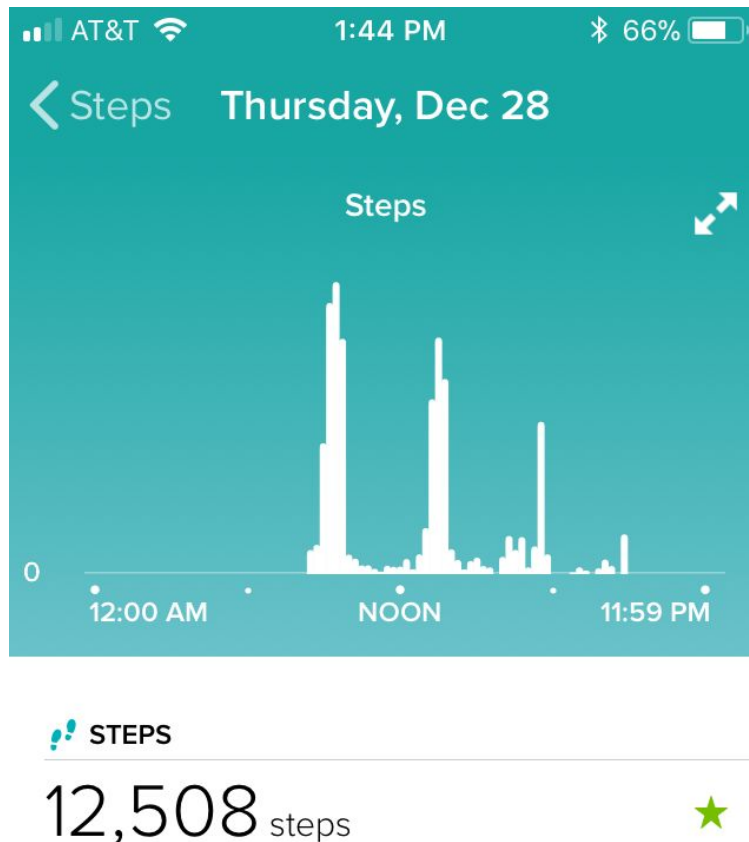 AT&T 1:44 PM 66%
Steps Thursday, Dec 28
Steps
0
12:00 AM NOON 11:59 PM
STEPS
12,508 steps